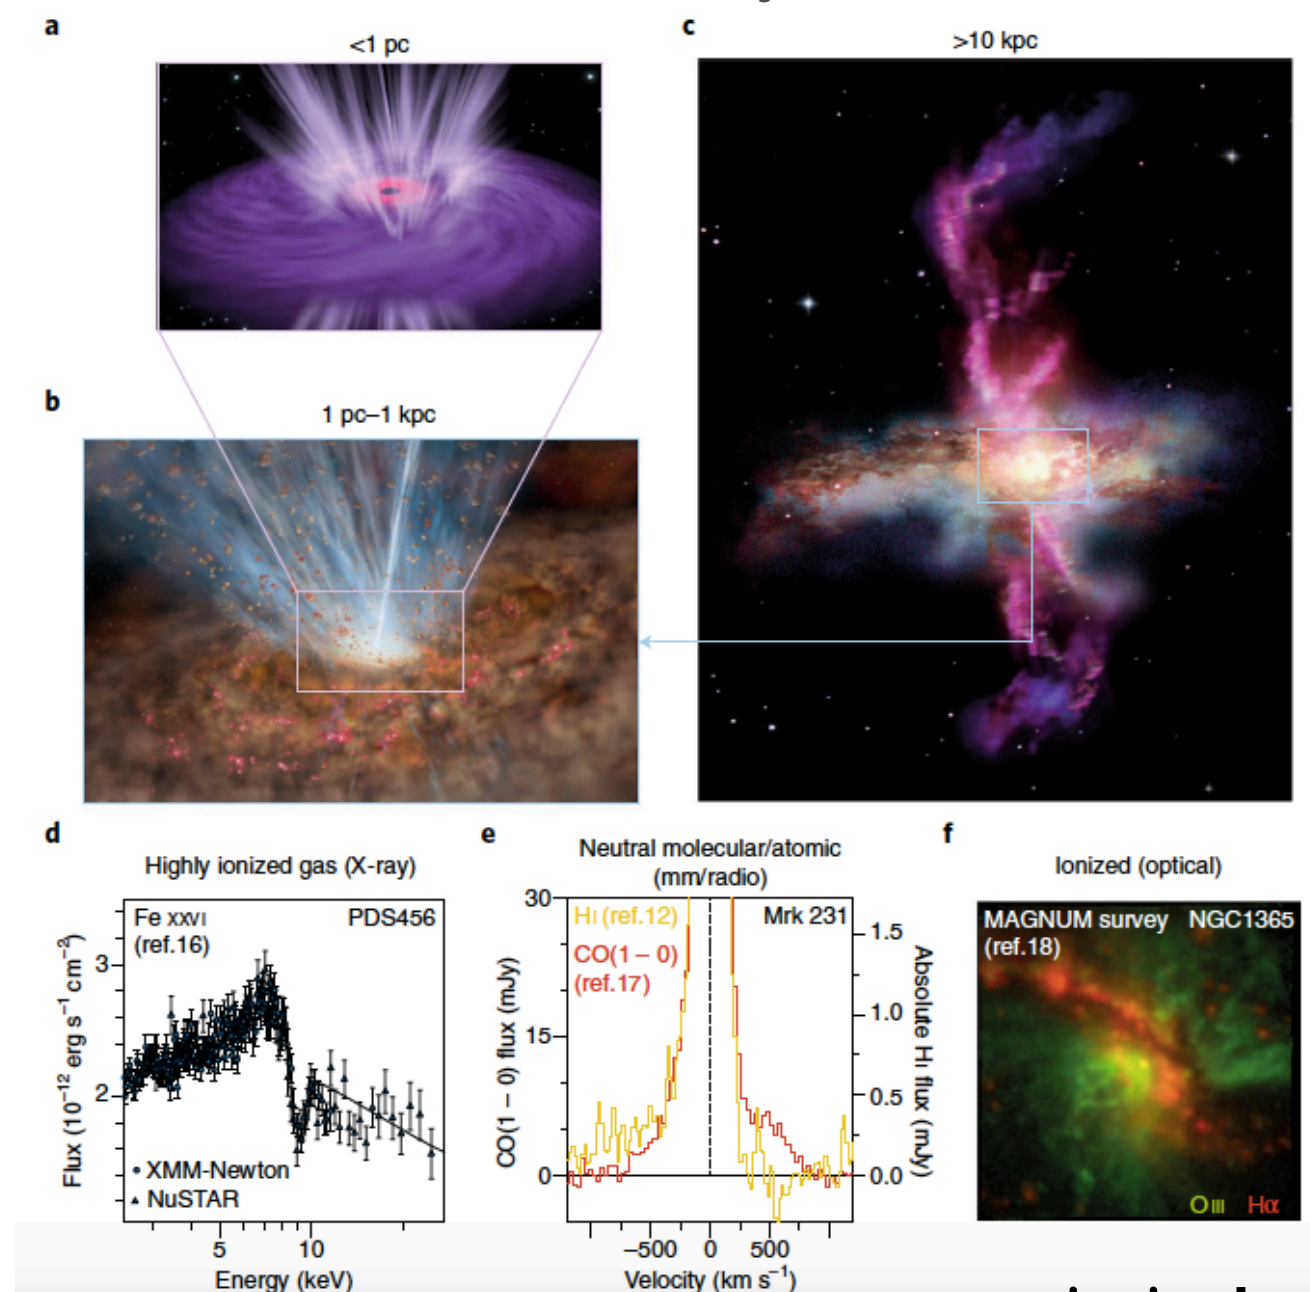 a
<1 pc
b
1 pc–1 kpc
c
>10 kpc
d
Highly ionized gas (X-ray)
Fe XXVI
(ref.16)
PDS456
3
2
Flux (10⁻¹² erg s⁻¹ cm⁻²)
XMM-Newton
NuSTAR
5 10
Energy (keV)
e
Neutral molecular/atomic
(mm/radio)
HI (ref.12)
CO(1 – 0)
(ref.17)
Mrk 231
30
15
0
CO(1 – 0) flux (mJy)
1.5
1.0
0.5
0.0
Absolute HI flux (mJy)
–500 0 500
Velocity (km s⁻¹)
f
Ionized (optical)
MAGNUM survey NGC1365
(ref.18)
O III Hα